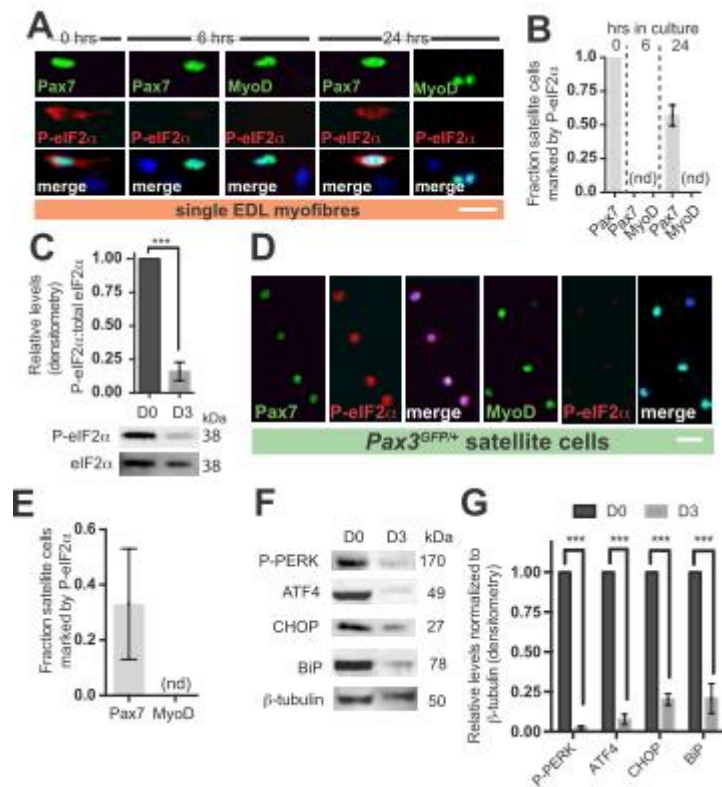 A
0 hrs
6 hrs
24 hrs
Pax7
Pax7
MyoD
Pax7
MyoD
P-eIF2α
P-eIF2α
P-eIF2α
P-eIF2α
P-eIF2α
merge
merge
merge
merge
merge
single EDL myofibres
B
hrs in culture
0 6 24
Fraction satellite cells
marked by P-eIF2α
1.0
0.75
0.50
0.25
0
(nd)
(nd)
Pax7
Pax7
MyoD
Pax7
MyoD
C
Relative levels
(densitometry)
P-eIF2α:total eIF2α
***
1.00
0.75
0.50
0.25
0.00
D0 D3
kDa
P-eIF2α 38
eIF2α 38
D
Pax7
P-eIF2α
merge
MyoD
P-eIF2α
merge
Pax3GFP/+ satellite cells
E
Fraction satellite cells
marked by P-eIF2α
0.6
0.4
0.2
0.0
(nd)
Pax7 MyoD
F
D0 D3 kDa
P-PERK 170
ATF4 49
CHOP 27
BiP 78
β-tubulin 50
G
D0 D3
*** *** *** ***
Relative levels normalized to
β-tubulin (densitometry)
1.00
0.75
0.50
0.25
0.00
P-PERK
ATF4
CHOP
BiP